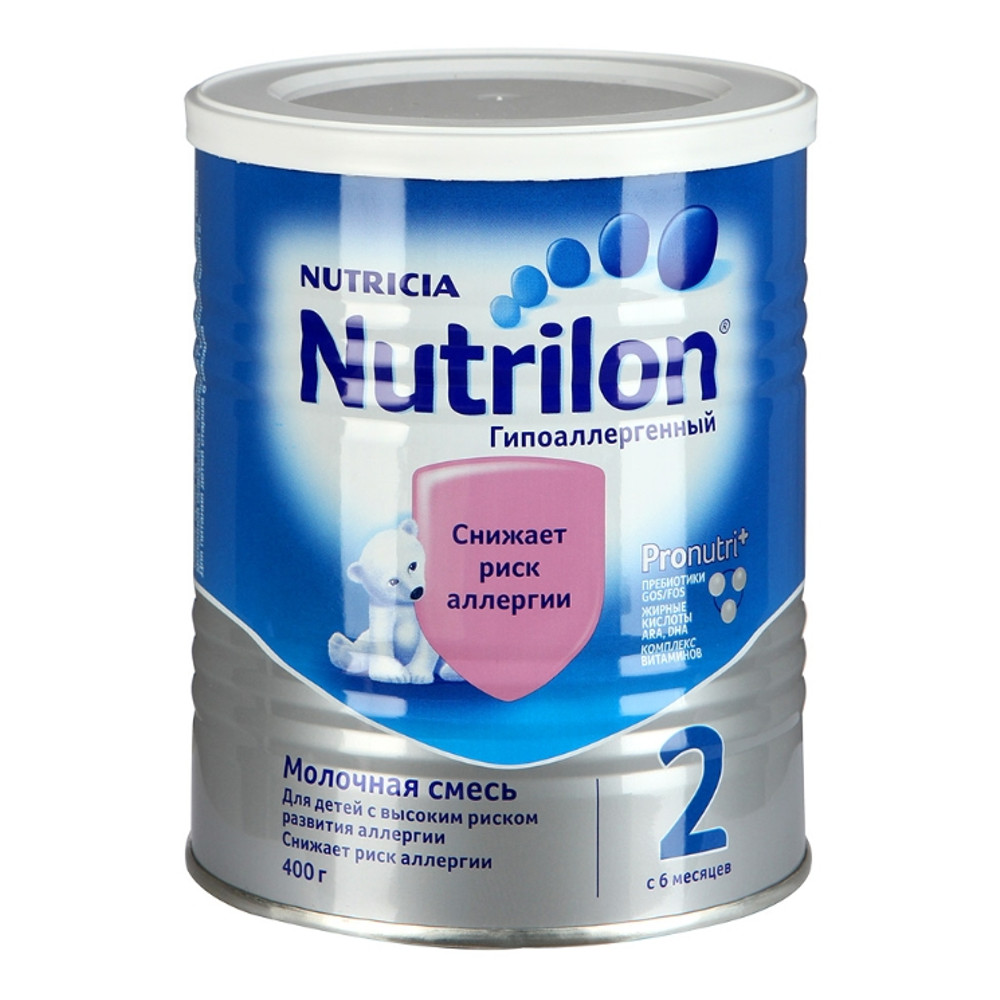 NUTRICIA
Nutrilon®
Гипоаллергенный
Снижает
риск
аллергии
Pronutri+
ПРЕБИОТИКИ
GOS/FOS
ЖИРНЫЕ
КИСЛОТЫ
ARA, DHA
КОМПЛЕКС
ВИТАМИНОВ
Молочная смесь
Для детей с высоким риском
развития аллергии
Снижает риск аллергии
400 г
2
с 6 месяцев